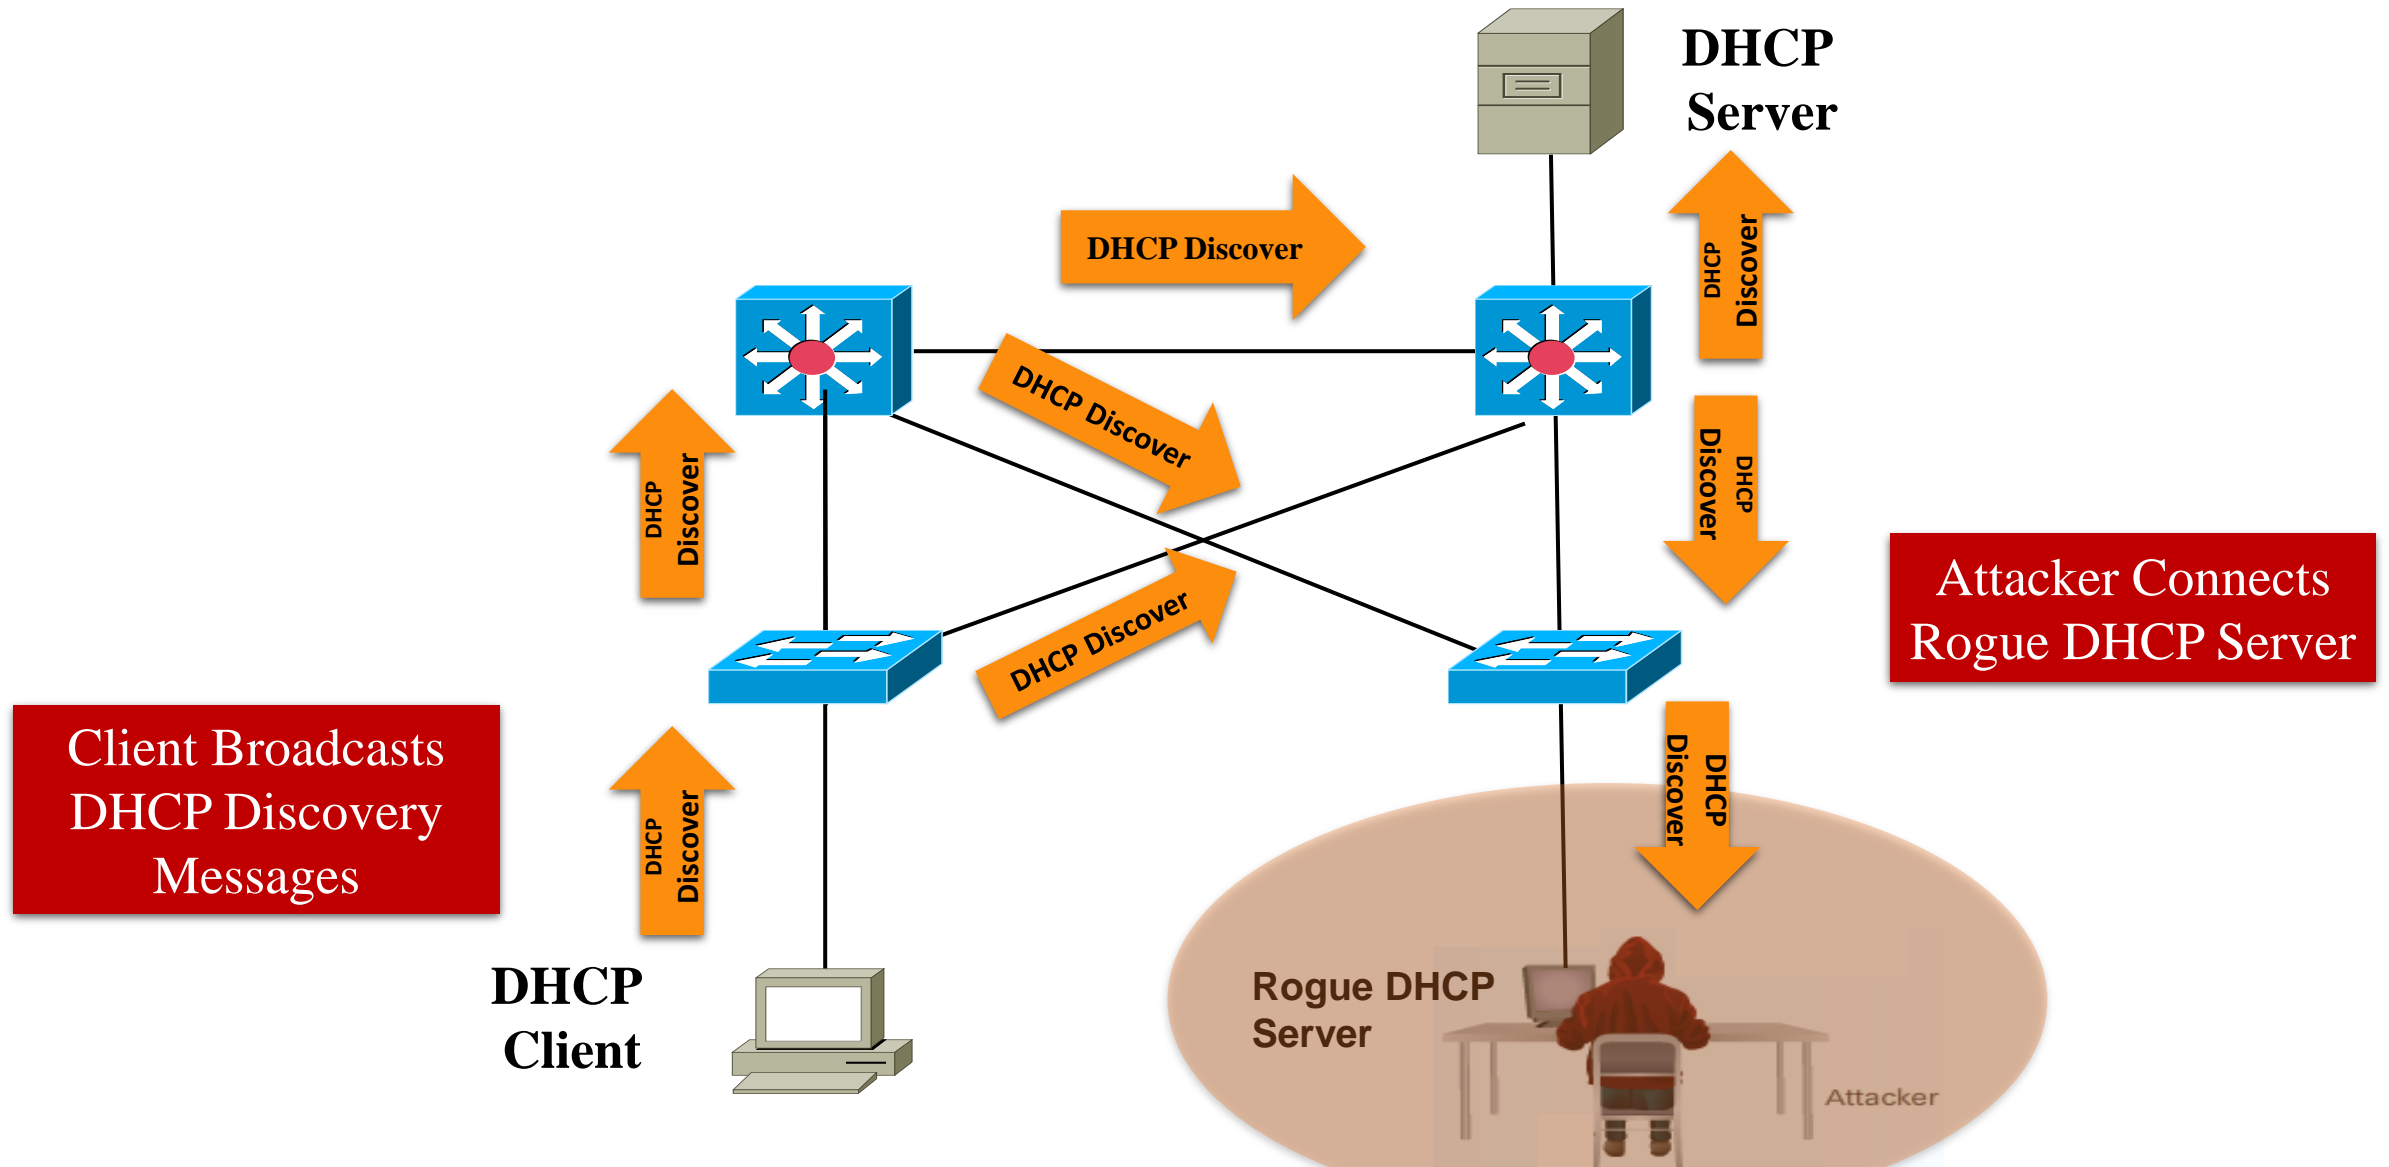 DHCP
Server
DHCP Discover
DHCP
Discover
DHCP Discover
DHCP
Discover
DHCP
Discover
DHCP Discover
Attacker Connects
Rogue DHCP Server
Client Broadcasts
DHCP Discovery
Messages
DHCP
Discover
DHCP
Discover
DHCP
Client
Rogue DHCP
Server
Attacker